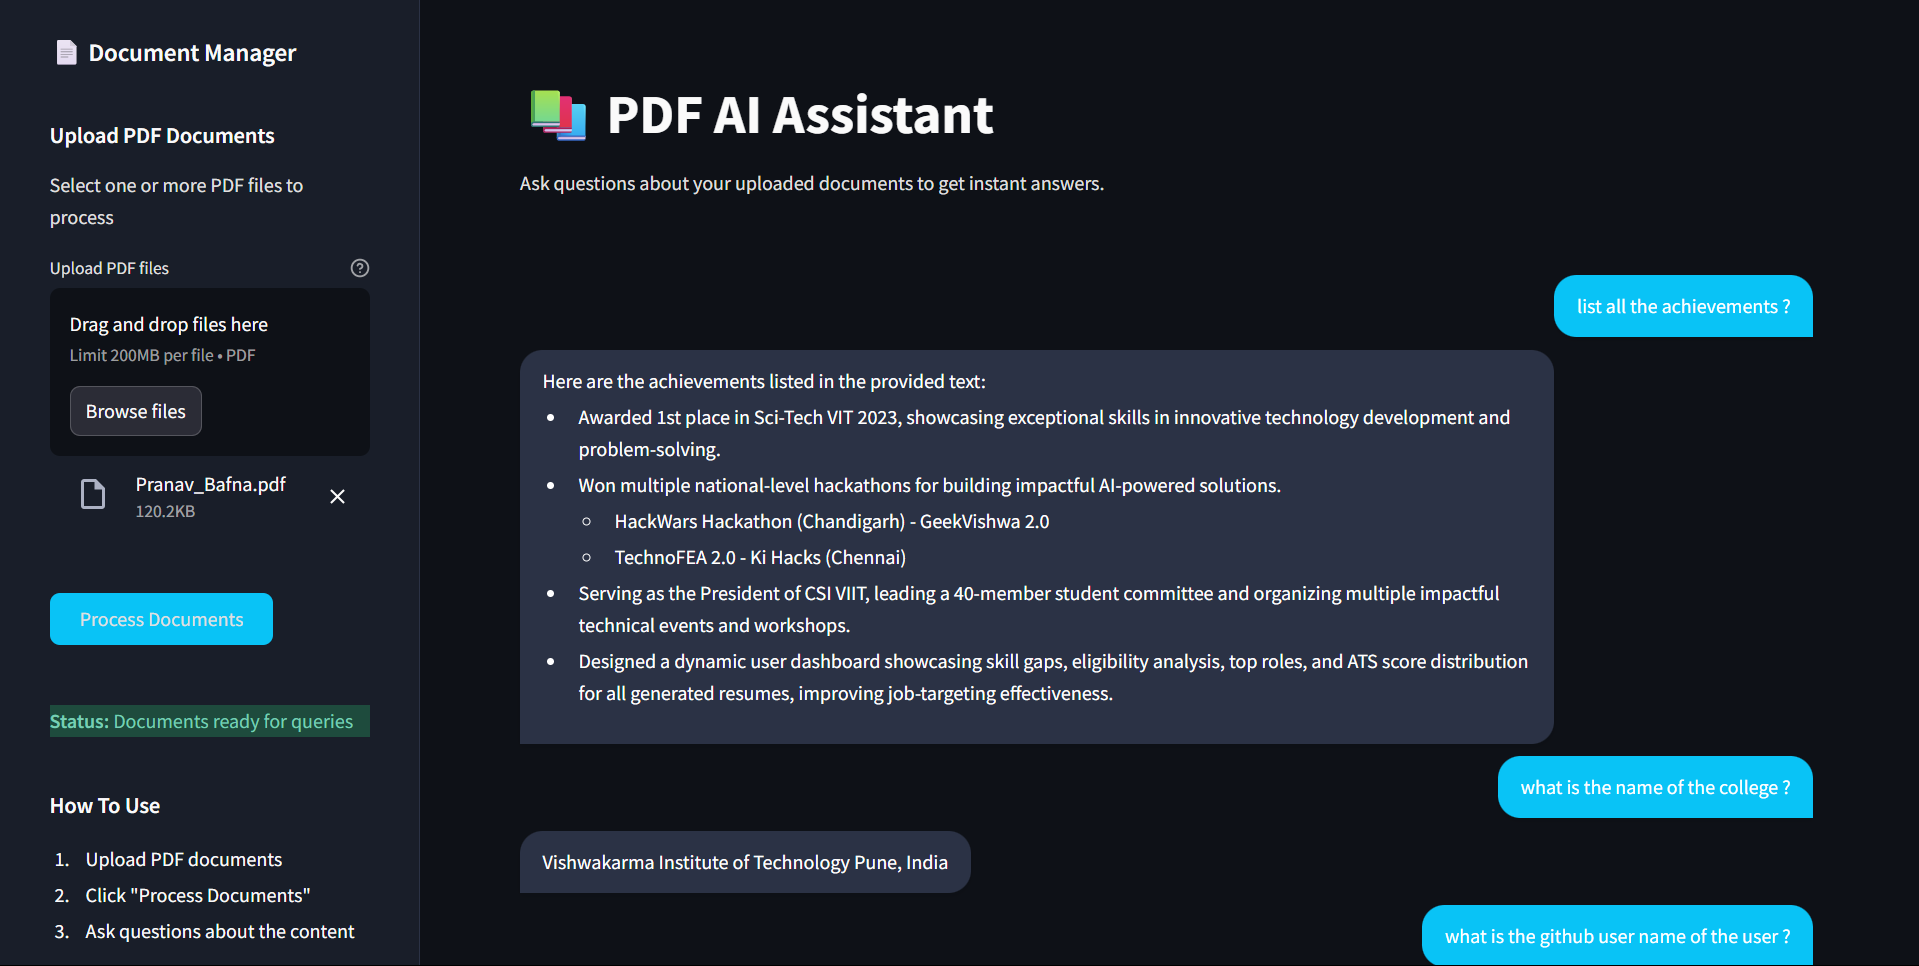 Document Manager
Upload PDF Documents
Select one or more PDF files to
process
Upload PDF files
Drag and drop files here
Limit 200MB per file • PDF
Browse files
Pranav_Bafna.pdf
120.2KB
Process Documents
Status: Documents ready for queries
How To Use
1. Upload PDF documents
2. Click "Process Documents"
3. Ask questions about the content
PDF AI Assistant
Ask questions about your uploaded documents to get instant answers.
list all the achievements ?
Here are the achievements listed in the provided text:
• Awarded 1st place in Sci-Tech VIT 2023, showcasing exceptional skills in innovative technology development and
problem-solving.
• Won multiple national-level hackathons for building impactful AI-powered solutions.
◦ HackWars Hackathon (Chandigarh) - GeekVishwa 2.0
◦ TechnoFEA 2.0 - Ki Hacks (Chennai)
• Serving as the President of CSI VIIT, leading a 40-member student committee and organizing multiple impactful
technical events and workshops.
• Designed a dynamic user dashboard showcasing skill gaps, eligibility analysis, top roles, and ATS score distribution
for all generated resumes, improving job-targeting effectiveness.
what is the name of the college ?
Vishwakarma Institute of Technology Pune, India
what is the github user name of the user ?